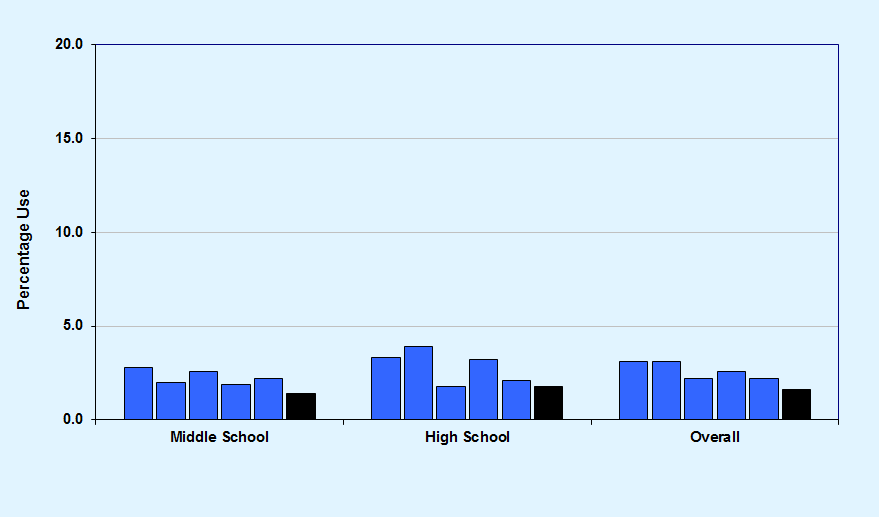 20.0
15.0
10.0
5.0
0.0
Percentage Use
Middle School
High School
Overall